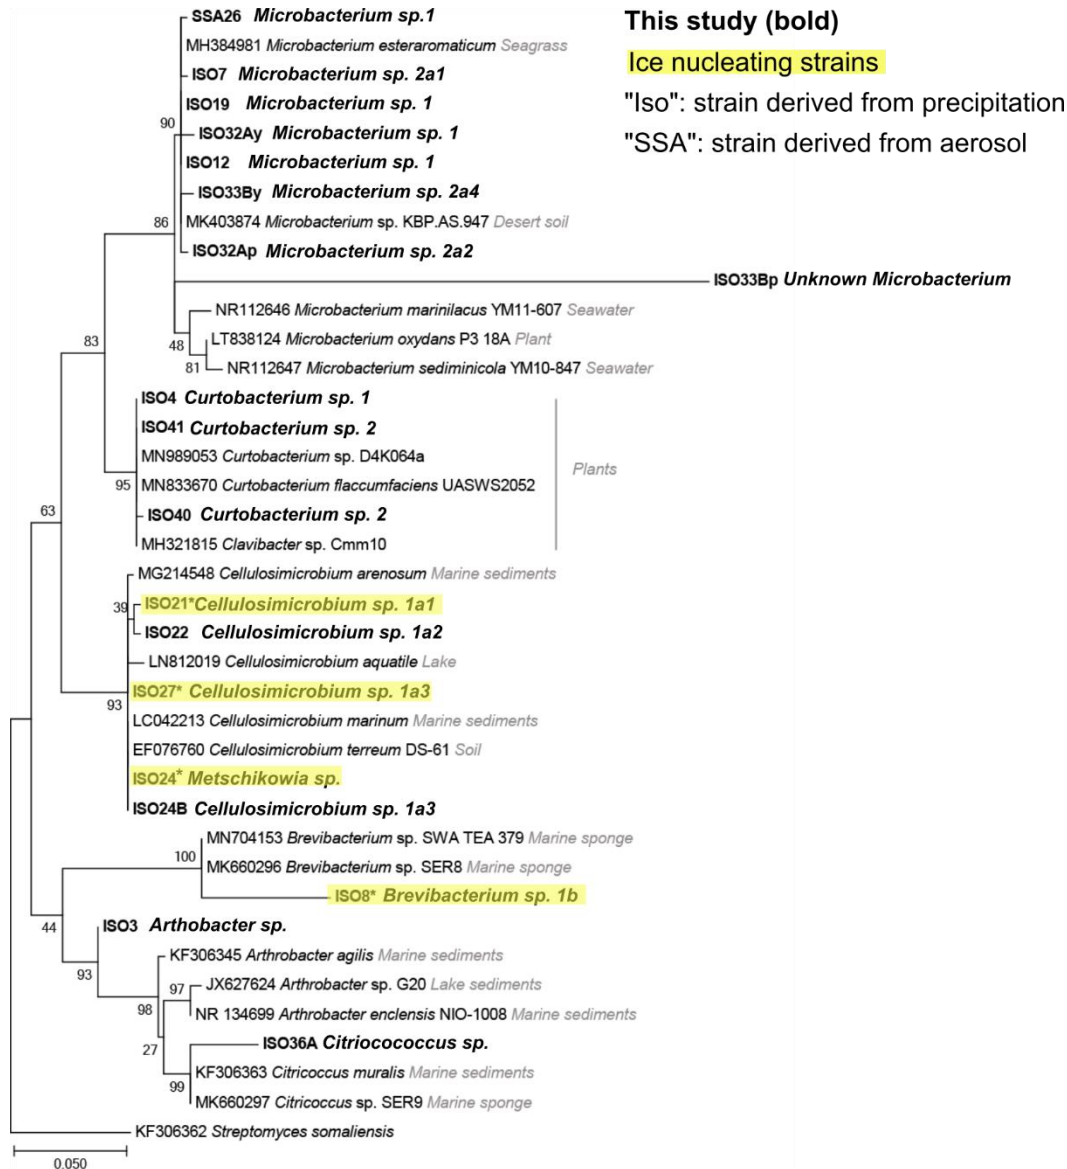 SSA26 Microbacterium sp.1
MH384981 Microbacterium esteraromaticum Seagrass
ISO7 Microbacterium sp. 2a1
ISO19 Microbacterium sp. 1
90
ISO32Ay Microbacterium sp. 1
ISO12 Microbacterium sp. 1
ISO33By Microbacterium sp. 2a4
86
MK403874 Microbacterium sp. KBP.AS.947 Desert soil
ISO32Ap Microbacterium sp. 2a2
ISO33Bp Unknown Microbacterium
NR112646 Microbacterium marinilacus YM11-607 Seawater
83
48
LT838124 Microbacterium oxydans P3 18A Plant
81
NR112647 Microbacterium sediminicola YM10-847 Seawater
ISO4 Curtobacterium sp. 1
ISO41 Curtobacterium sp. 2
MN989053 Curtobacterium sp. D4K064a
Plants
95
MN833670 Curtobacterium flaccumfaciens UASWS2052
63
ISO40 Curtobacterium sp. 2
MH321815 Clavibacter sp. Cmm10
MG214548 Cellulosimicrobium arenosum Marine sediments
39
ISO21*Cellulosimicrobium sp. 1a1
ISO22 Cellulosimicrobium sp. 1a2
LN812019 Cellulosimicrobium aquatile Lake
ISO27* Cellulosimicrobium sp. 1a3
93
LC042213 Cellulosimicrobium marinum Marine sediments
EF076760 Cellulosimicrobium terreum DS-61 Soil
ISO24* Metschikowia sp.
ISO24B Cellulosimicrobium sp. 1a3
MN704153 Brevibacterium sp. SWA TEA 379 Marine sponge
100
MK660296 Brevibacterium sp. SER8 Marine sponge
ISO8* Brevibacterium sp. 1b
44
ISO3 Arthobacter sp.
KF306345 Arthrobacter agilis Marine sediments
93
97
JX627624 Arthrobacter sp. G20 Lake sediments
98
NR 134699 Arthrobacter enclensis NIO-1008 Marine sediments
27
ISO36A Citriocococcus sp.
KF306363 Citricoccus muralis Marine sediments
99
MK660297 Citricoccus sp. SER9 Marine sponge
KF306362 Streptomyces somaliensis
0.050
This study (bold)
Ice nucleating strains
"Iso": strain derived from precipitation
"SSA": strain derived from aerosol